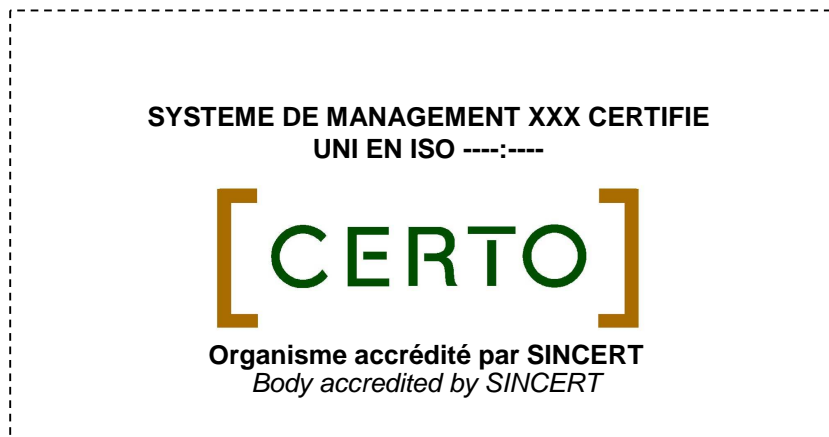 SYSTEME DE MANAGEMENT XXX CERTIFIE
UNI EN ISO ----:----
[CERTO]
Organisme accrédité par SINCERT
Body accredited by SINCERT